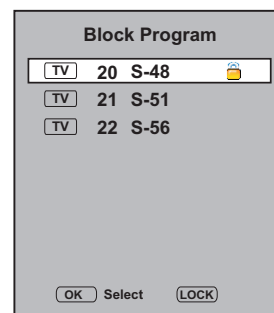 Block Program
TV 20 S-48
TV 21 S-51
TV 22 S-56
OK Select LOCK